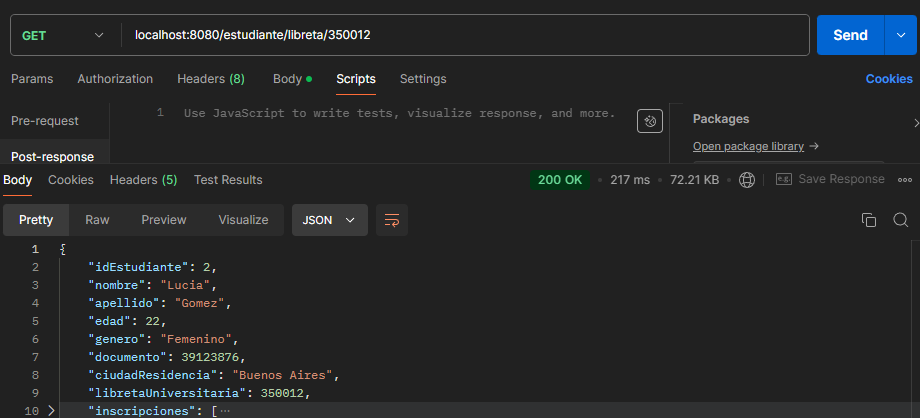 GET localhost:8080/estudiante/libreta/350012 Send
Params Authorization Headers (8) Body Scripts Settings Cookies
Pre-request
1 Use JavaScript to write tests, visualize response, and more.
Packages
Open package library →
Post-response
Body Cookies Headers (5) Test Results 200 OK • 217 ms • 72.21 KB e.g. Save Response
Pretty Raw Preview Visualize JSON
1 {
2 "idEstudiante": 2,
3 "nombre": "Lucia",
4 "apellido": "Gomez",
5 "edad": 22,
6 "genero": "Femenino",
7 "documento": 39123876,
8 "ciudadResidencia": "Buenos Aires",
9 "libretaUniversitaria": 350012,
10 "inscripciones": [ ⋯